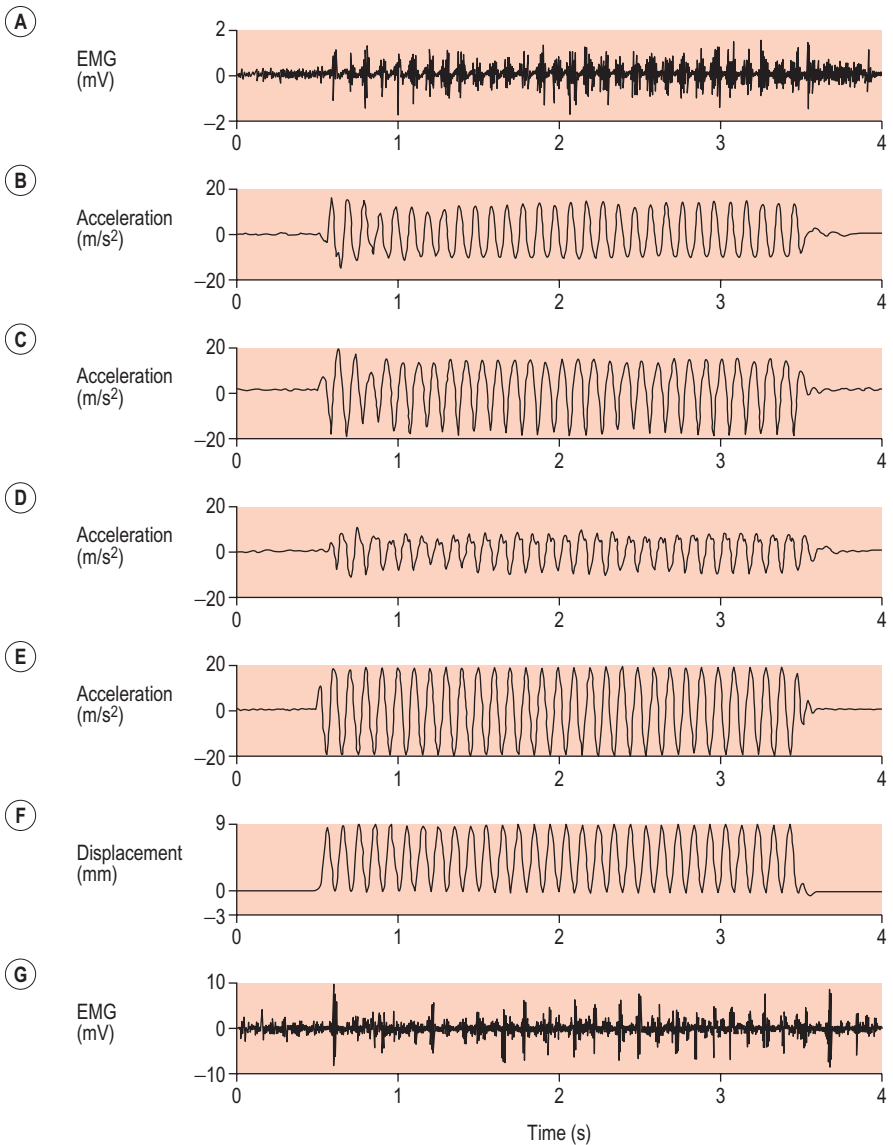 A
EMG
(mV)
2
0
–2
0 1 2 3 4
B
Acceleration
(m/s2)
20
0
–20
0 1 2 3 4
C
Acceleration
(m/s2)
20
0
–20
0 1 2 3 4
D
Acceleration
(m/s2)
20
0
–20
0 1 2 3 4
E
Acceleration
(m/s2)
20
0
–20
0 1 2 3 4
F
Displacement
(mm)
9
0
–3
0 1 2 3 4
G
EMG
(mV)
10
0
–10
0 1 2 3 4
Time (s)